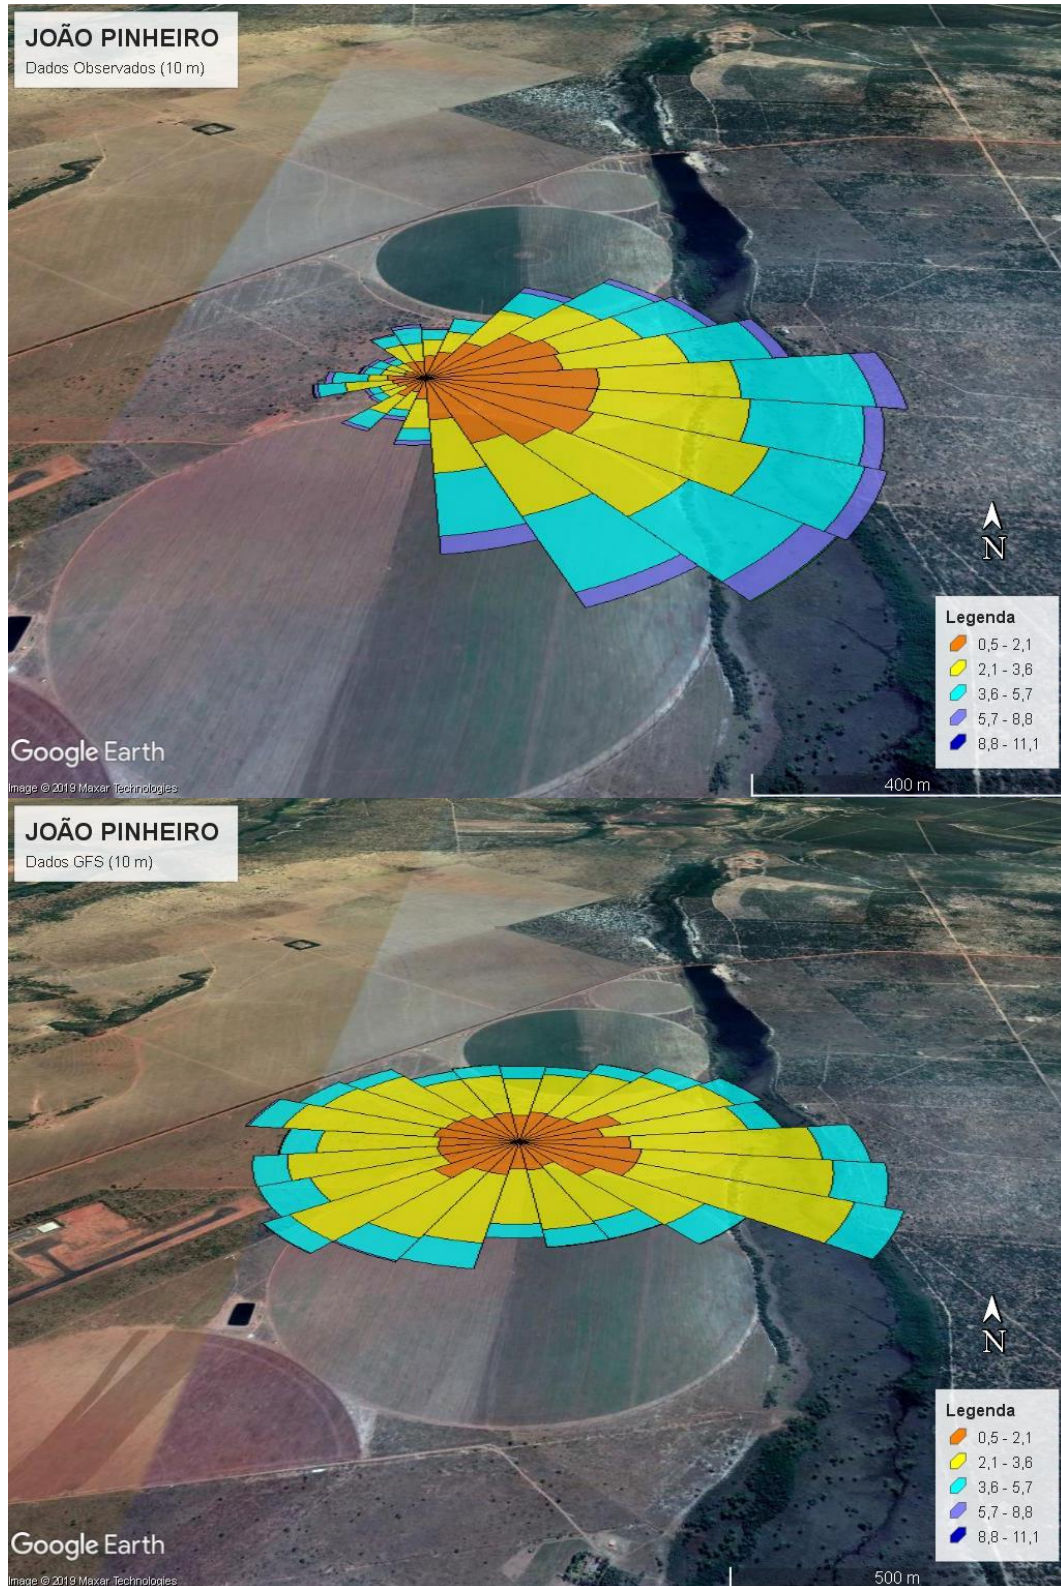 JOÃO PINHEIRO
Dados Observados (10 m)
N
Legenda
0,5 - 2,1
2,1 - 3,6
3,6 - 5,7
5,7 - 8,8
8,8 - 11,1
Google Earth
Image © 2019 Maxar Technologies
400 m
JOÃO PINHEIRO
Dados GFS (10 m)
N
Legenda
0,5 - 2,1
2,1 - 3,6
3,6 - 5,7
5,7 - 8,8
8,8 - 11,1
Google Earth
Image © 2019 Maxar Technologies
500 m